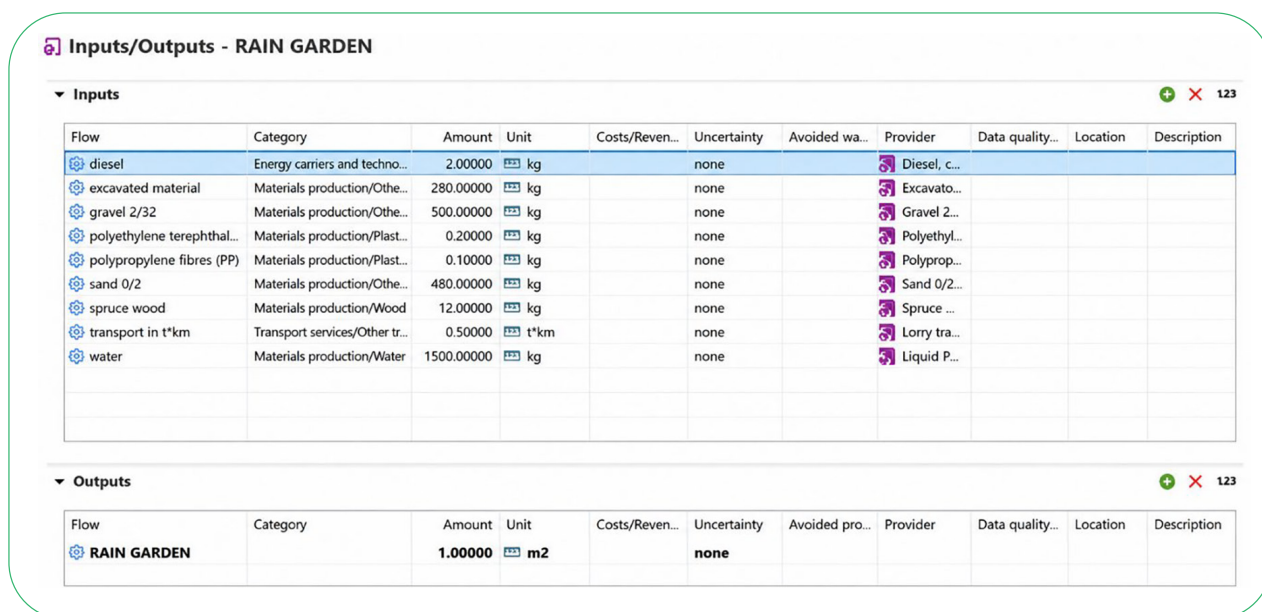 Inputs/Outputs - RAIN GARDEN
Inputs
123
Flow Category Amount Unit Costs/Reven... Uncertainty Avoided wa... Provider Data quality... Location Description
diesel Energy carriers and techno... 2.00000 kg none Diesel, c...
excavated material Materials production/Othe... 280.00000 kg none Excavato...
gravel 2/32 Materials production/Othe... 500.00000 kg none Gravel 2...
polyethylene terephthal... Materials production/Plast... 0.20000 kg none Polyethyl...
polypropylene fibres (PP) Materials production/Plast... 0.10000 kg none Polyprop...
sand 0/2 Materials production/Othe... 480.00000 kg none Sand 0/2...
spruce wood Materials production/Wood 12.00000 kg none Spruce ...
transport in t*km Transport services/Other tr... 0.50000 t*km none Lorry tra...
water Materials production/Water 1500.00000 kg none Liquid P...
Outputs
123
Flow Category Amount Unit Costs/Reven... Uncertainty Avoided pro... Provider Data quality... Location Description
RAIN GARDEN 1.00000 m2 none